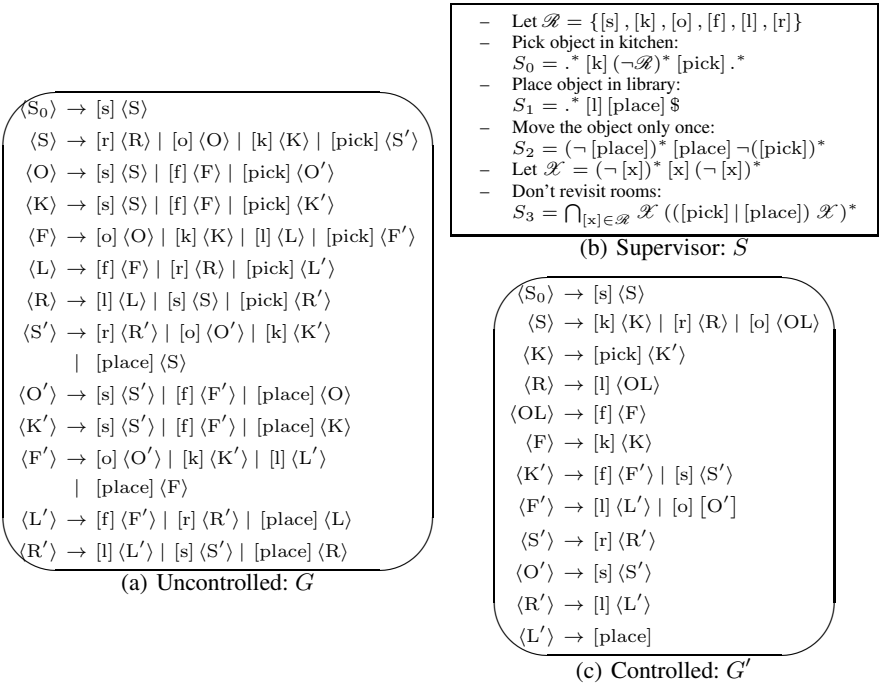 ⟨S₀⟩ → [s] ⟨S⟩
⟨S⟩ → [r] ⟨R⟩ | [o] ⟨O⟩ | [k] ⟨K⟩ | [pick] ⟨S′⟩
⟨O⟩ → [s] ⟨S⟩ | [f] ⟨F⟩ | [pick] ⟨O′⟩
⟨K⟩ → [s] ⟨S⟩ | [f] ⟨F⟩ | [pick] ⟨K′⟩
⟨F⟩ → [o] ⟨O⟩ | [k] ⟨K⟩ | [l] ⟨L⟩ | [pick] ⟨F′⟩
⟨L⟩ → [f] ⟨F⟩ | [r] ⟨R⟩ | [pick] ⟨L′⟩
⟨R⟩ → [l] ⟨L⟩ | [s] ⟨S⟩ | [pick] ⟨R′⟩
⟨S′⟩ → [r] ⟨R′⟩ | [o] ⟨O′⟩ | [k] ⟨K′⟩
| [place] ⟨S⟩
⟨O′⟩ → [s] ⟨S′⟩ | [f] ⟨F′⟩ | [place] ⟨O⟩
⟨K′⟩ → [s] ⟨S′⟩ | [f] ⟨F′⟩ | [place] ⟨K⟩
⟨F′⟩ → [o] ⟨O′⟩ | [k] ⟨K′⟩ | [l] ⟨L′⟩
| [place] ⟨F⟩
⟨L′⟩ → [f] ⟨F′⟩ | [r] ⟨R′⟩ | [place] ⟨L⟩
⟨R′⟩ → [l] ⟨L′⟩ | [s] ⟨S′⟩ | [place] ⟨R⟩
(a) Uncontrolled: G
– Let ℛ = {[s] , [k] , [o] , [f] , [l] , [r]}
– Pick object in kitchen:
S₀ = .* [k] (¬ℛ)* [pick] .*
– Place object in library:
S₁ = .* [l] [place] $
– Move the object only once:
S₂ = (¬ [place])* [place] ¬([pick])*
– Let 𝒳 = (¬ [x])* [x] (¬ [x])*
– Don't revisit rooms:
S₃ = ⋂[x]∈ℛ 𝒳 (([pick] | [place]) 𝒳)*
(b) Supervisor: S
⟨S₀⟩ → [s] ⟨S⟩
⟨S⟩ → [k] ⟨K⟩ | [r] ⟨R⟩ | [o] ⟨OL⟩
⟨K⟩ → [pick] ⟨K′⟩
⟨R⟩ → [l] ⟨OL⟩
⟨OL⟩ → [f] ⟨F⟩
⟨F⟩ → [k] ⟨K⟩
⟨K′⟩ → [f] ⟨F′⟩ | [s] ⟨S′⟩
⟨F′⟩ → [l] ⟨L′⟩ | [o] [O′]
⟨S′⟩ → [r] ⟨R′⟩
⟨O′⟩ → [s] ⟨S′⟩
⟨R′⟩ → [l] ⟨L′⟩
⟨L′⟩ → [place]
(c) Controlled: G′